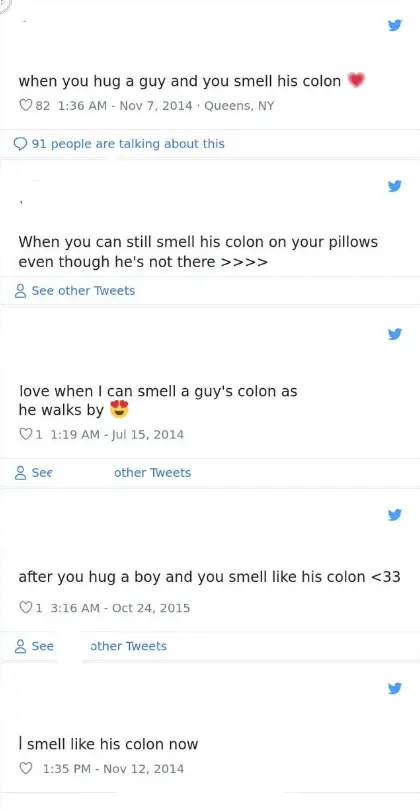 when you hug a guy and you smell his colon 💗
82 1:36 AM - Nov 7, 2014 · Queens, NY
91 people are talking about this
When you can still smell his colon on your pillows
even though he's not there >>>>
See other Tweets
love when I can smell a guy's colon as
he walks by 😍
1 1:19 AM - Jul 15, 2014
See other Tweets
after you hug a boy and you smell like his colon <33
1 3:16 AM - Oct 24, 2015
See other Tweets
I smell like his colon now
1:35 PM - Nov 12, 2014